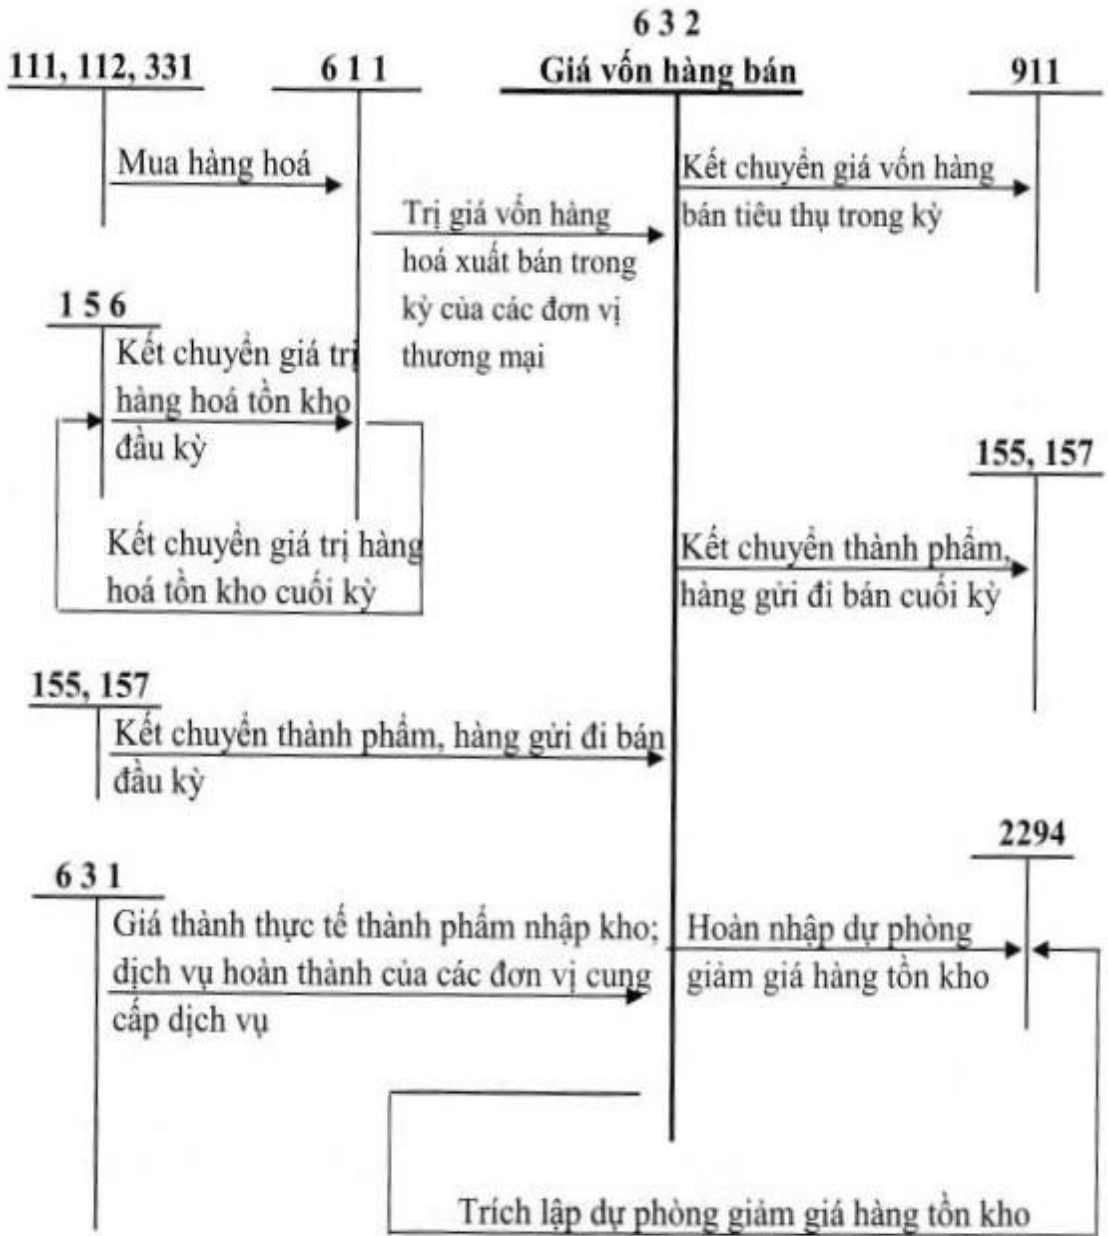 6 3 2
111, 112, 331
6 1 1
Giá vốn hàng bán
911
Mua hàng hoá
Kết chuyển giá vốn hàng
bán tiêu thụ trong kỳ
Trị giá vốn hàng
hoá xuất bán trong
kỳ của các đơn vị
thương mại
1 5 6
Kết chuyển giá trị
hàng hoá tồn kho
đầu kỳ
155, 157
Kết chuyển giá trị hàng
hoá tồn kho cuối kỳ
Kết chuyển thành phẩm,
hàng gửi đi bán cuối kỳ
155, 157
Kết chuyển thành phẩm, hàng gửi đi bán
đầu kỳ
2294
6 3 1
Giá thành thực tế thành phẩm nhập kho;
dịch vụ hoàn thành của các đơn vị cung
cấp dịch vụ
Hoàn nhập dự phòng
giảm giá hàng tồn kho
Trích lập dự phòng giảm giá hàng tồn kho